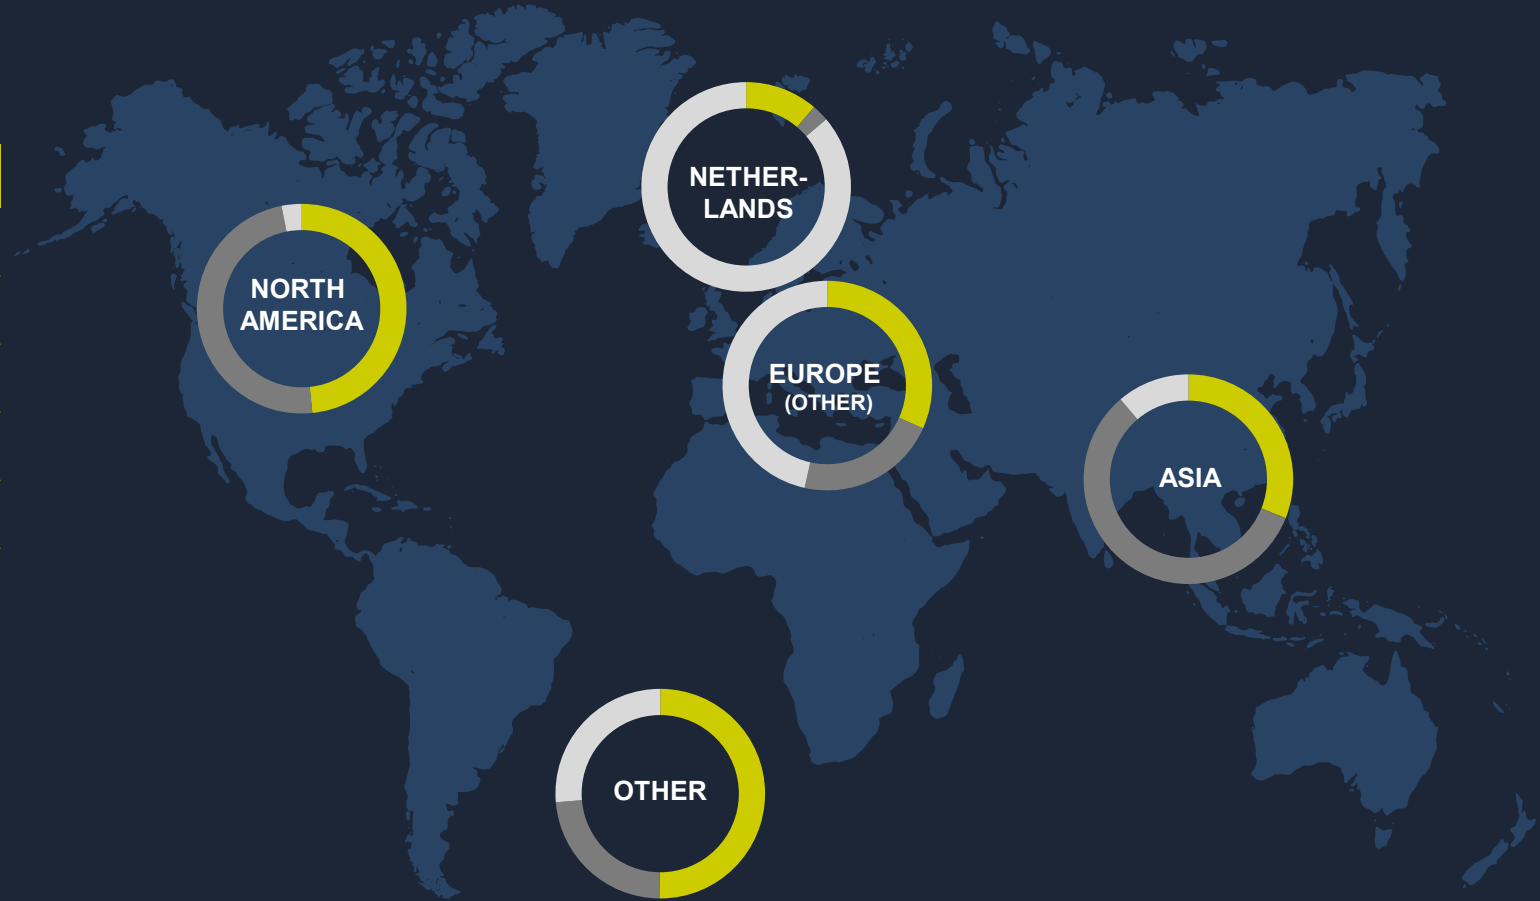 NETHER-
LANDS
NORTH
AMERICA
EUROPE
(OTHER)
ASIA
OTHER